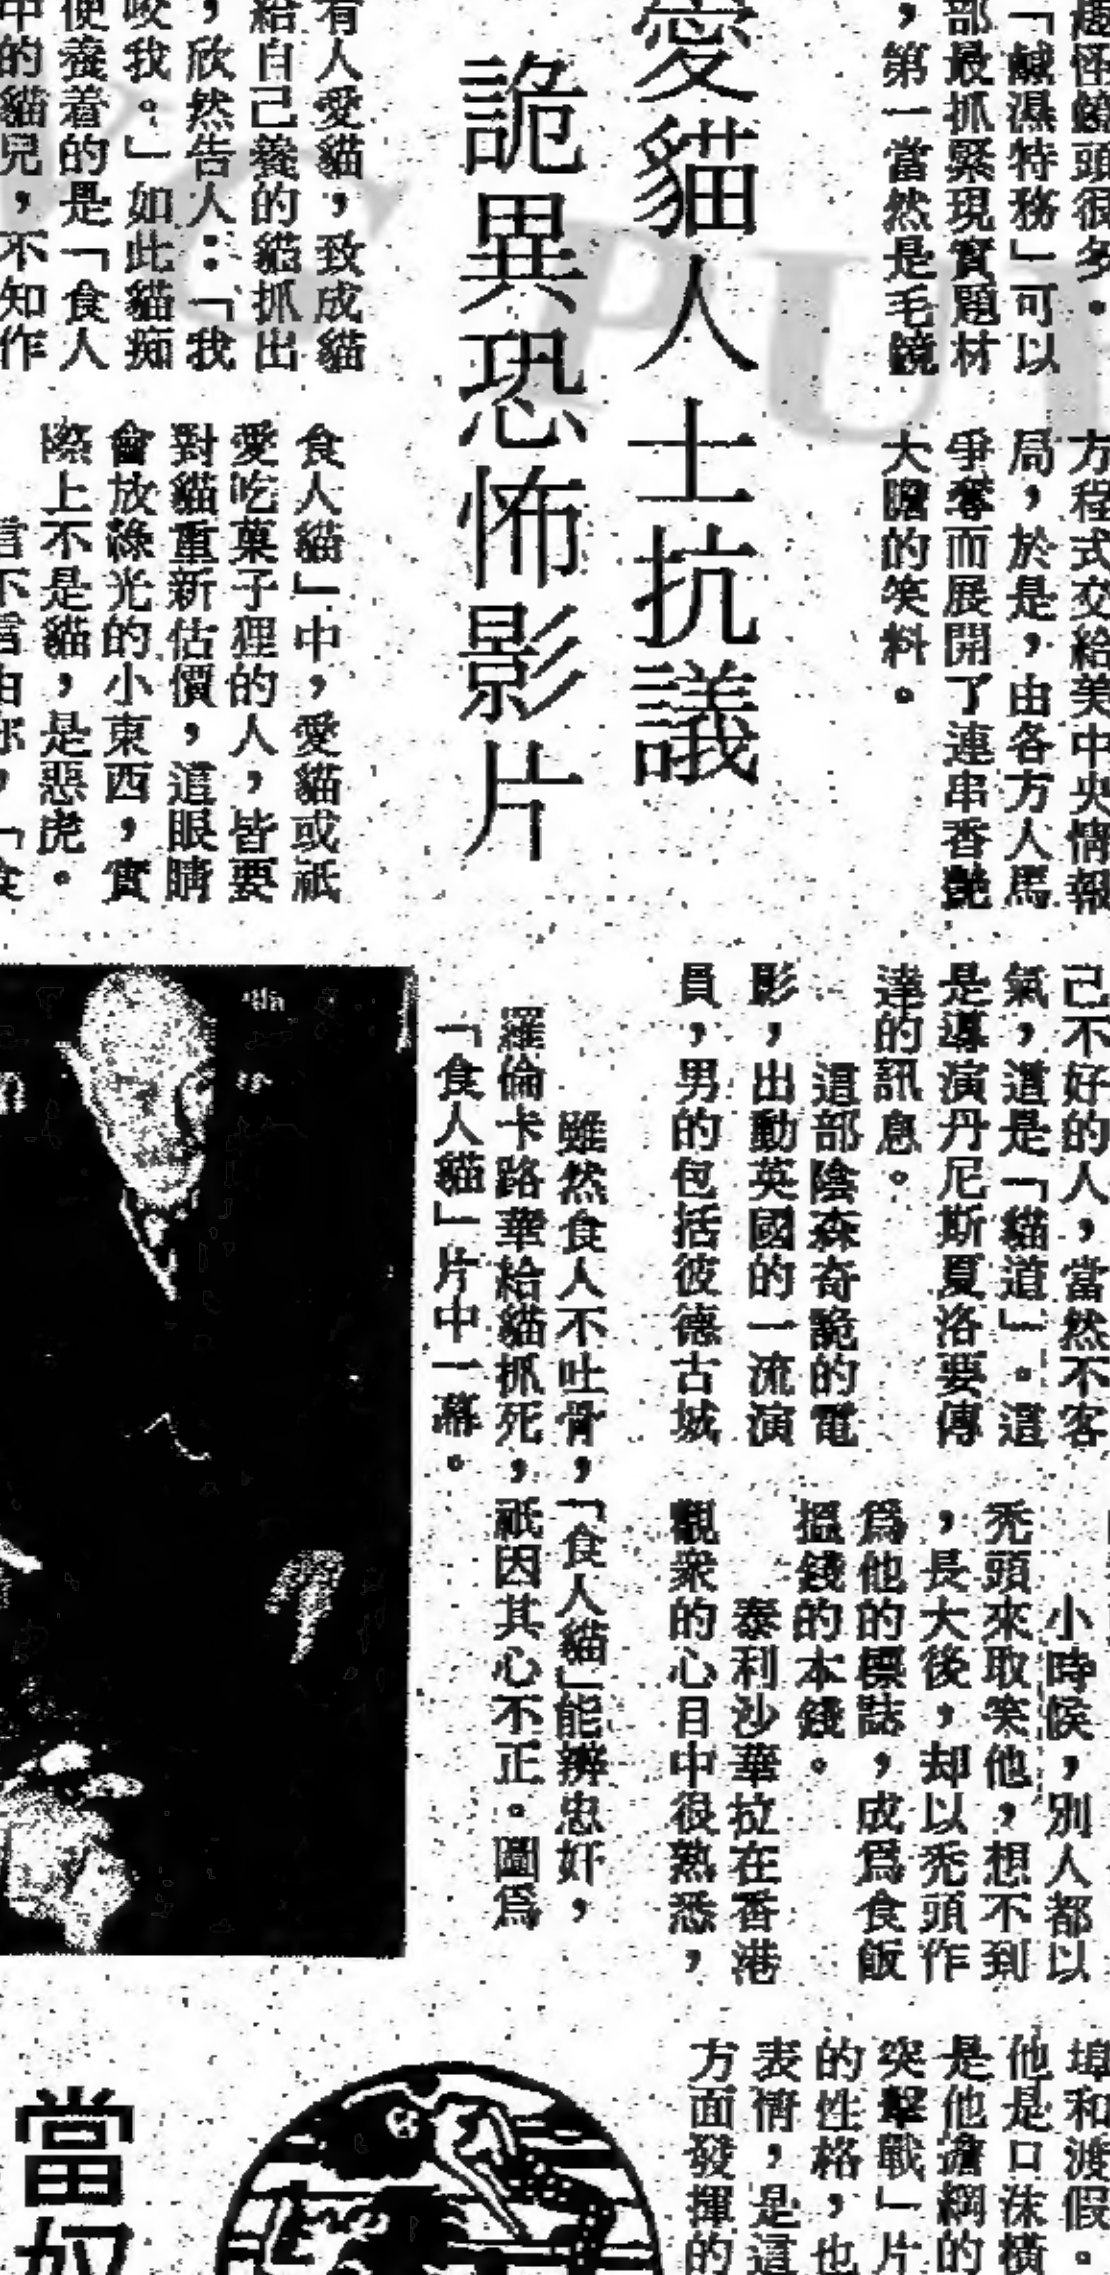 趣怪鏡頭很多。
「鹹濕特務」可以
部最抓緊現實題材
，第一當然是毛鏡
方程式交給美中央情報
局，於是，由各方人馬
爭奪而展開了連串香艷
大膽的笑料。
愛貓人士抗議
詭異恐怖影片
有人愛貓，致成貓
給自己養的貓抓出
，欣然告人：「我
咬我。」如此貓痴
便養着的是「食人
中的貓兒，不知作
食人貓」中，愛貓或祇
愛吃菓子狸的人，皆要
對貓重新估價，這眼睛
會放綠光的小東西，實
際上不是貓，是惡虎。
信不信由你，「食
己不好的人，當然不客
氣，這是「貓道」。這
是導演丹尼斯夏洛要傳
達的訊息。
這部陰森奇詭的電
影，出動英國的一流演
員，男的包括彼德古城
雖然食人不吐骨，「食人貓」能辨忠奸，
羅倫卡路華給貓抓死，祇因其心不正。圖爲
「食人貓」片中一幕。
小時侯，別人都以
禿頭來取笑他，想不到
，長大後，却以禿頭作
爲他的標誌，成爲食飯
搵錢的本錢。
泰利沙華拉在香港
觀衆的心目中很熟悉，
埠和渡假。
他是口沫橫
是他濟網的
突擊戰」片
的性格，也
表情，是這
方面發揮的
當奴